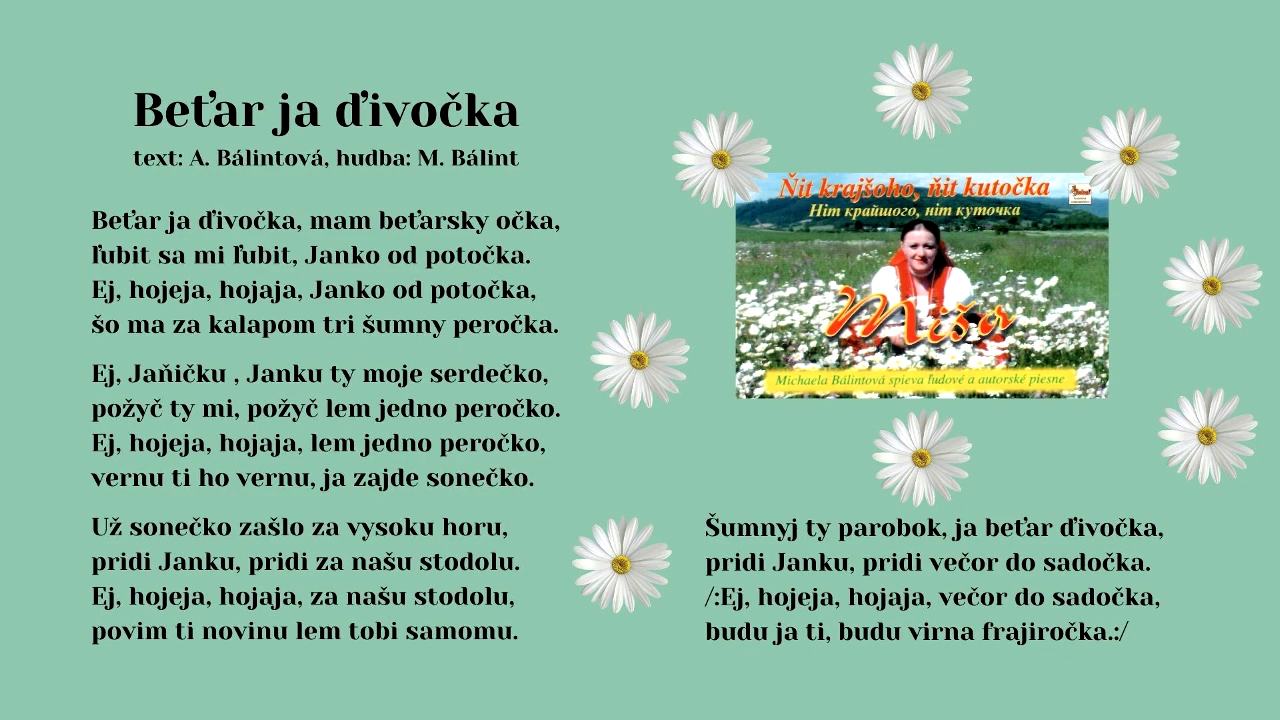 Beťar ja ďivočka
text: A. Bálintová, hudba: M. Bálint
Beťar ja ďivočka, mam beťarsky očka,
ľubit sa mi ľubit, Janko od potočka.
Ej, hojeja, hojaja, Janko od potočka,
šo ma za kalapom tri šumny peročka.
Ej, Jaňičku , Janku ty moje serdečko,
požyč ty mi, požyč lem jedno peročko.
Ej, hojeja, hojaja, lem jedno peročko,
vernu ti ho vernu, ja zajde sonečko.
Už sonečko zašlo za vysoku horu,
pridi Janku, pridi za našu stodolu.
Ej, hojeja, hojaja, za našu stodolu,
povim ti novinu lem tobi samomu.
Ňit krajšoho, ňit kutočka
Нiт крайшого, нiт куточка
Mišo
Michaela Bálintová spieva ľudové a autorské piesne
Šumnyj ty parobok, ja beťar ďivočka,
pridi Janku, pridi večor do sadočka.
/:Ej, hojeja, hojaja, večor do sadočka,
budu ja ti, budu virna frajiročka.:/